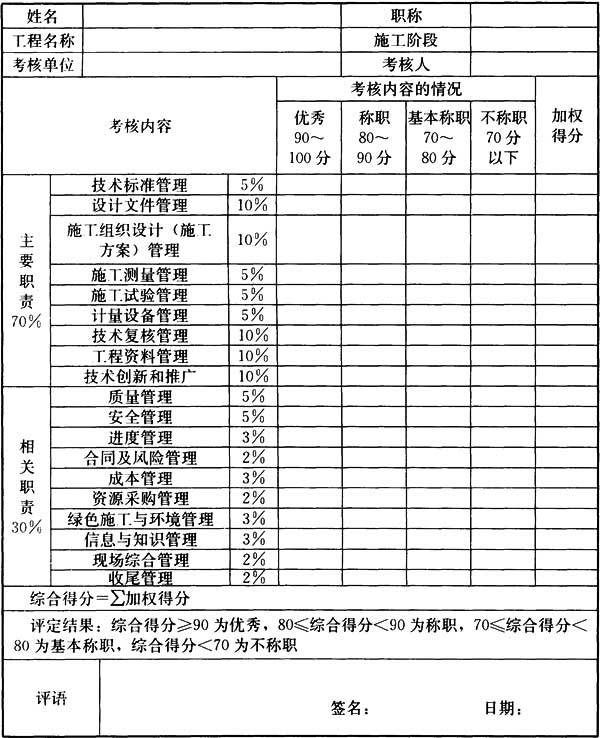 姓名 职称
工程名称 施工阶段
考核单位 考核人
考核内容 考核内容的情况 加权得分
优秀 称职 基本称职 不称职
90～ 80～ 70～ 70分
100分 90分 80分 以下
主要职责70%
技术标准管理 5%
设计文件管理 10%
施工组织设计（施工
方案）管理 10%
施工测量管理 5%
施工试验管理 5%
计量设备管理 5%
技术复核管理 10%
工程资料管理 10%
技术创新和推广 10%
相关职责30%
质量管理 5%
安全管理 5%
进度管理 3%
合同及风险管理 2%
成本管理 3%
资源采购管理 2%
绿色施工与环境管理 3%
信息与知识管理 3%
现场综合管理 2%
收尾管理 2%
综合得分＝∑加权得分
评定结果：综合得分≥90为优秀，80≤综合得分＜90为称职，70≤综合得分＜
80为基本称职，综合得分＜70为不称职
评语
签名： 日期：